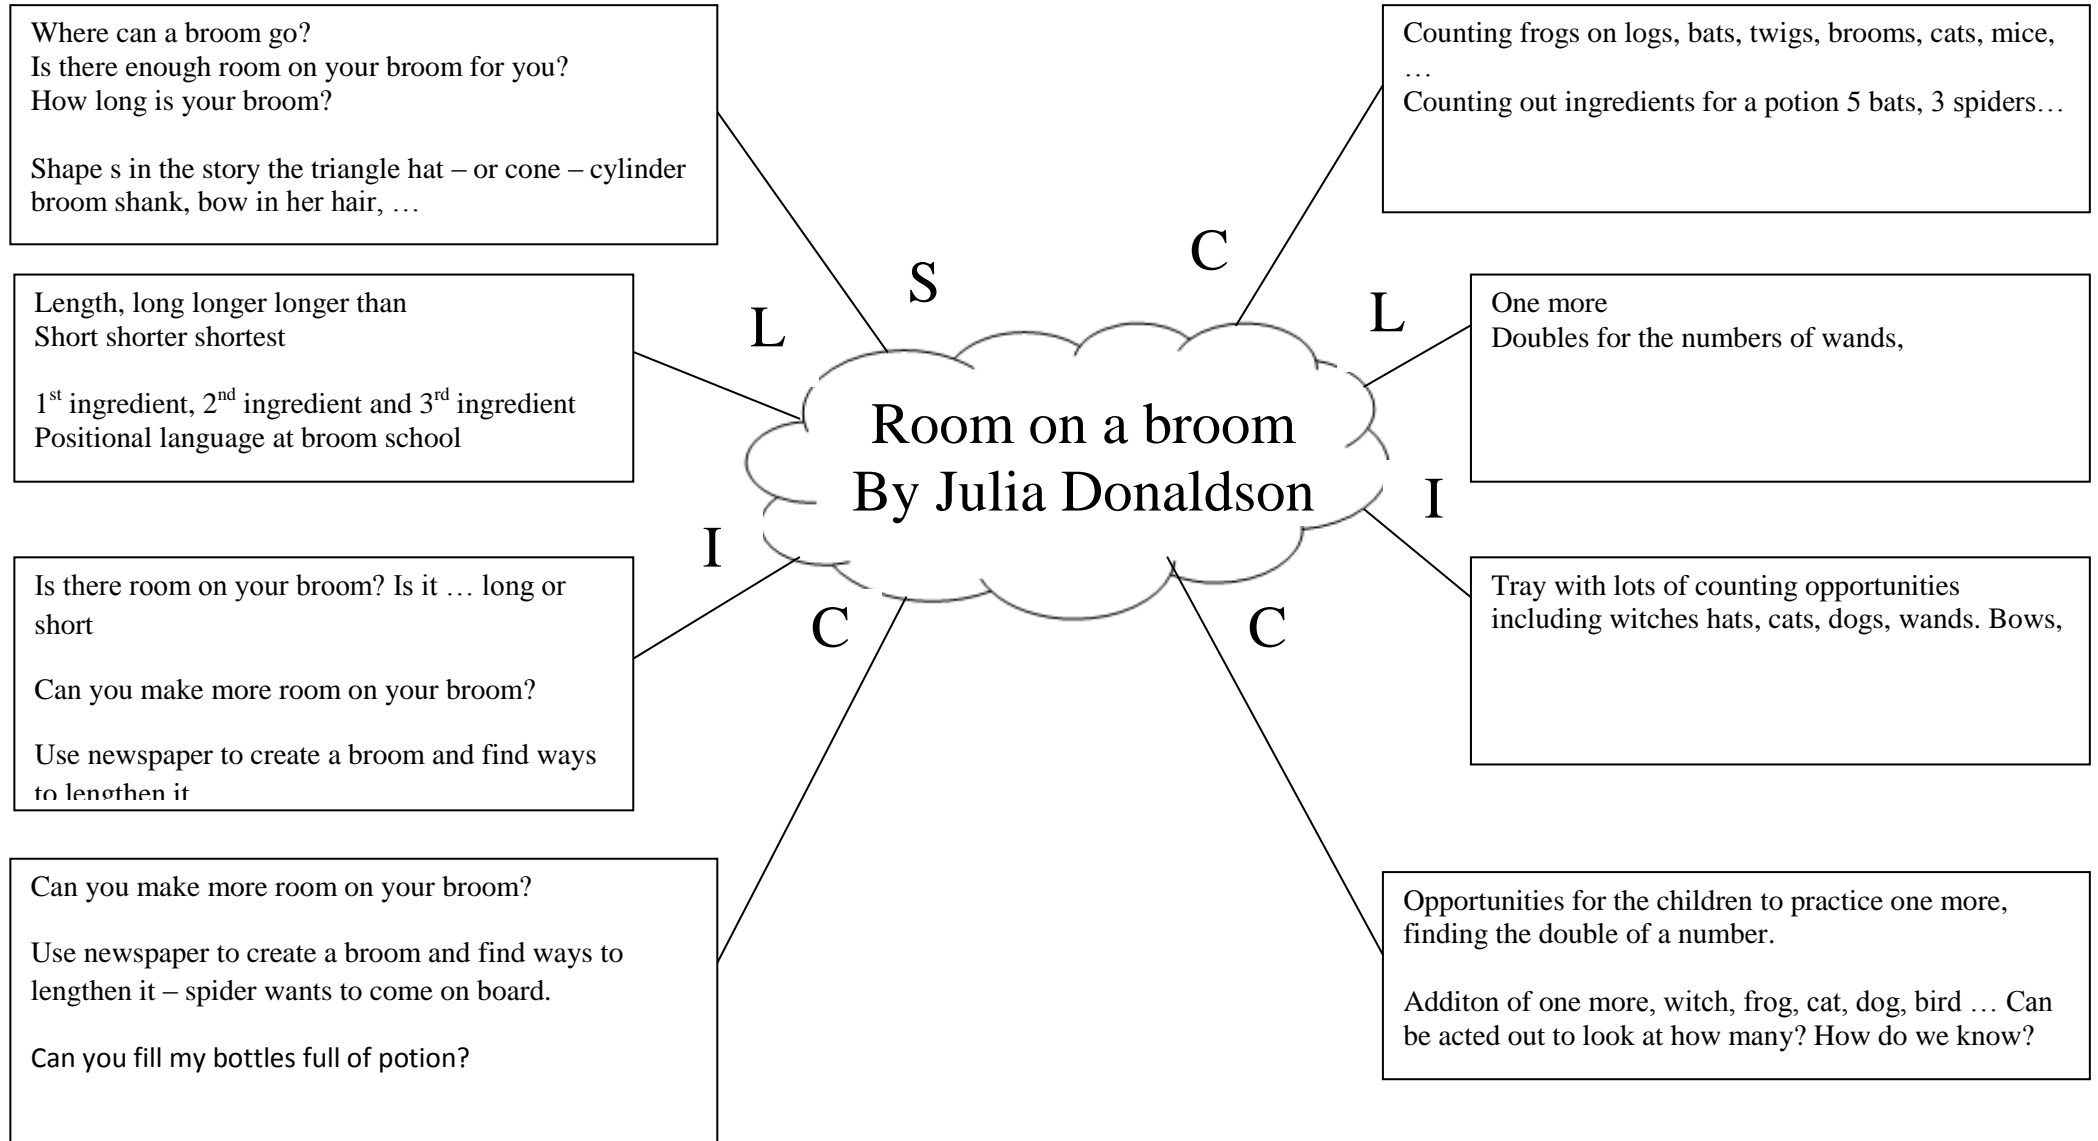 Where can a broom go?
Is there enough room on your broom for you?
How long is your broom?
Shape s in the story the triangle hat – or cone – cylinder
broom shank, bow in her hair, …
Counting frogs on logs, bats, twigs, brooms, cats, mice,
…
Counting out ingredients for a potion 5 bats, 3 spiders…
S
C
Length, long longer longer than
Short shorter shortest
1st ingredient, 2nd ingredient and 3rd ingredient
Positional language at broom school
L
L
One more
Doubles for the numbers of wands,
Room on a broom
By Julia Donaldson
I
I
Is there room on your broom? Is it … long or
short
Can you make more room on your broom?
Use newspaper to create a broom and find ways
to lengthen it
Tray with lots of counting opportunities
including witches hats, cats, dogs, wands. Bows,
C
C
Can you make more room on your broom?
Use newspaper to create a broom and find ways to
lengthen it – spider wants to come on board.
Can you fill my bottles full of potion?
Opportunities for the children to practice one more,
finding the double of a number.
Additon of one more, witch, frog, cat, dog, bird … Can
be acted out to look at how many? How do we know?